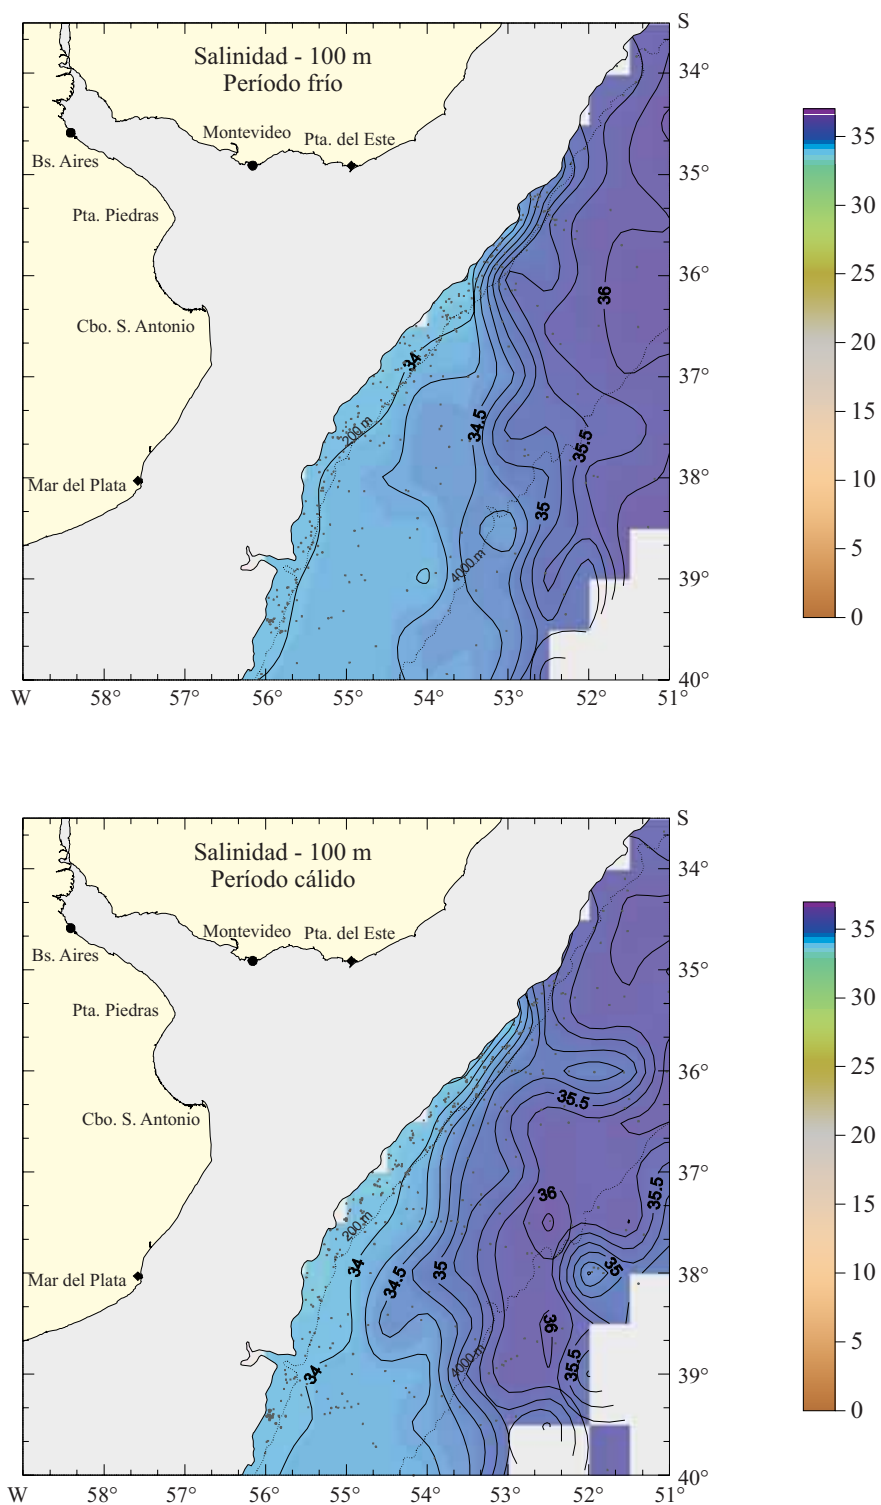 S
Salinidad - 100 m
Período frío
34°
35
Montevideo
Pta. del Este
Bs. Aires
35°
30
Pta. Piedras
36°
25
36
Cbo. S. Antonio
20
34
37°
15
200 m
34.5
35.5
38°
10
Mar del Plata
35
4000 m
5
39°
0
40°
W
58°
57°
56°
55°
54°
53°
52°
51°
S
Salinidad - 100 m
Período cálido
34°
35
Montevideo
Pta. del Este
Bs. Aires
35°
30
Pta. Piedras
36°
25
35.5
Cbo. S. Antonio
20
37°
36
35.5
15
200 m
34
34.5
35
35
38°
10
Mar del Plata
36
5
4000 m
35.5
34
39°
0
40°
W
58°
57°
56°
55°
54°
53°
52°
51°